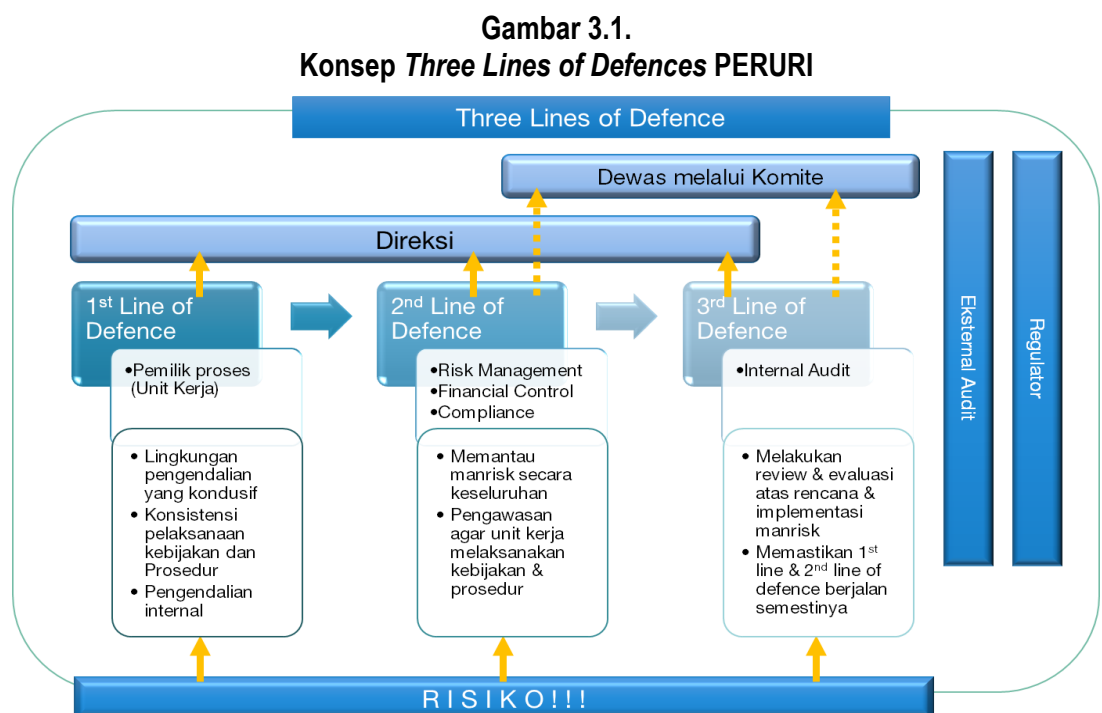 Gambar 3.1.
Konsep Three Lines of Defences PERURI
Three Lines of Defence
Dewas melalui Komite
Direksi
1st Line of
Defence
•Pemilik proses
(Unit Kerja)
• Lingkungan
pengendalian
yang kondusif
• Konsistensi
pelaksanaan
kebijakan dan
Prosedur
• Pengendalian
internal
2nd Line of
Defence
•Risk Management
•Financial Control
•Compliance
• Memantau
manrisk secara
keseluruhan
• Pengawasan
agar unit kerja
melaksanakan
kebijakan &
prosedur
3rd Line of
Defence
•Internal Audit
• Melakukan
review & evaluasi
atas rencana &
implementasi
manrisk
• Memastikan 1st
line & 2nd line of
defence berjalan
semestinya
Eksternal Audit
Regulator
R I S I K O ! ! !